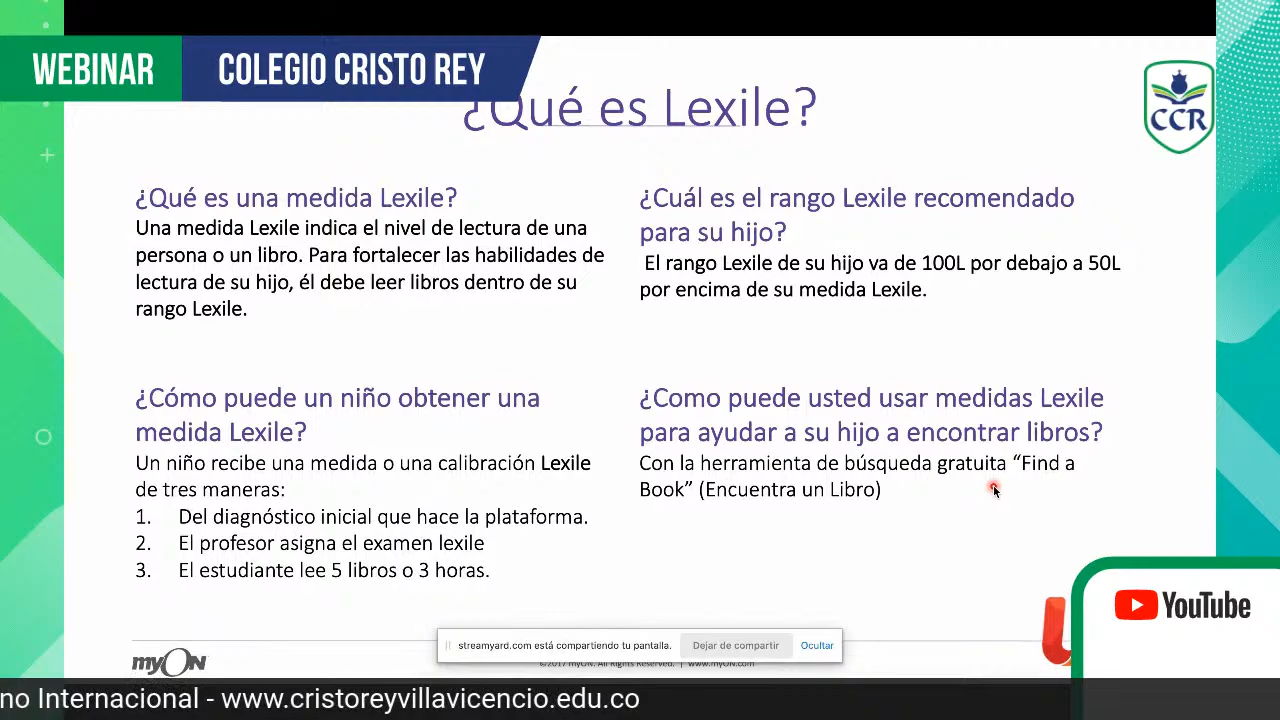 WEBINAR
COLEGIO CRISTO REY
¿Qué es Lexile?
CCR
¿Qué es una medida Lexile?
Una medida Lexile indica el nivel de lectura de una
persona o un libro. Para fortalecer las habilidades de
lectura de su hijo, él debe leer libros dentro de su
rango Lexile.
¿Cuál es el rango Lexile recomendado
para su hijo?
El rango Lexile de su hijo va de 100L por debajo a 50L
por encima de su medida Lexile.
¿Cómo puede un niño obtener una
medida Lexile?
Un niño recibe una medida o una calibración Lexile
de tres maneras:
1. Del diagnóstico inicial que hace la plataforma.
2. El profesor asigna el examen lexile
3. El estudiante lee 5 libros o 3 horas.
¿Como puede usted usar medidas Lexile
para ayudar a su hijo a encontrar libros?
Con la herramienta de búsqueda gratuita “Find a
Book” (Encuentra un Libro)
YouTube
streamyard.com está compartiendo tu pantalla.
Dejar de compartir
Ocultar
myON
©2017 myON. All Rights Reserved. | www.myon.com
no Internacional - www.cristoreyvillavicencio.edu.co